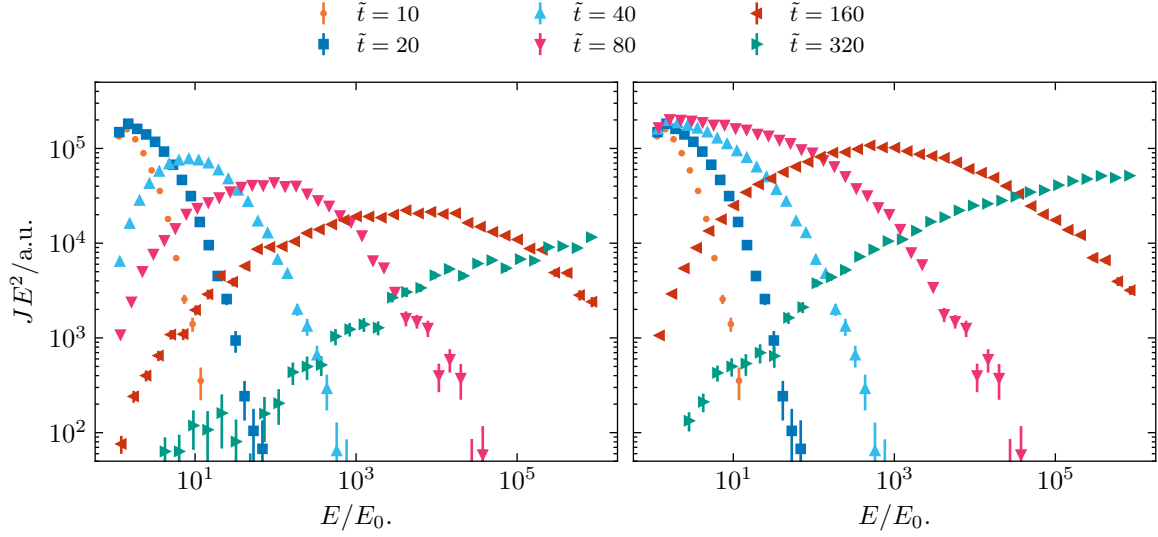 t̃ = 10 t̃ = 40 t̃ = 160
t̃ = 20 t̃ = 80 t̃ = 320
JE²/a.u.
10⁵
10⁴
10³
10²
10¹ 10³ 10⁵ 10¹ 10³ 10⁵
E/E₀. E/E₀.